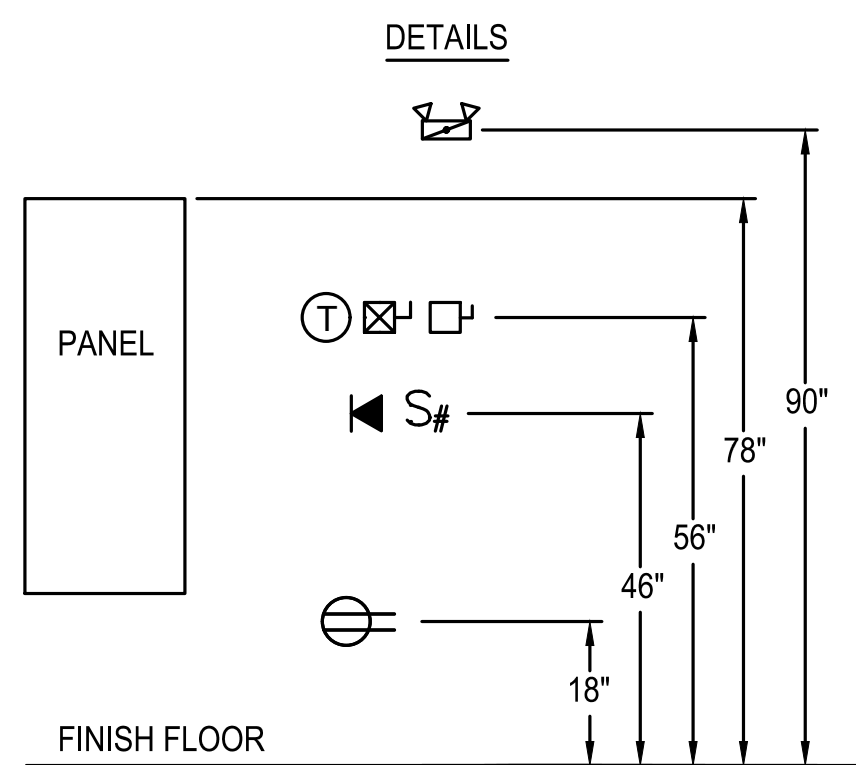 DETAILS
T
PANEL
90"
S#
78"
56"
46"
18"
FINISH FLOOR